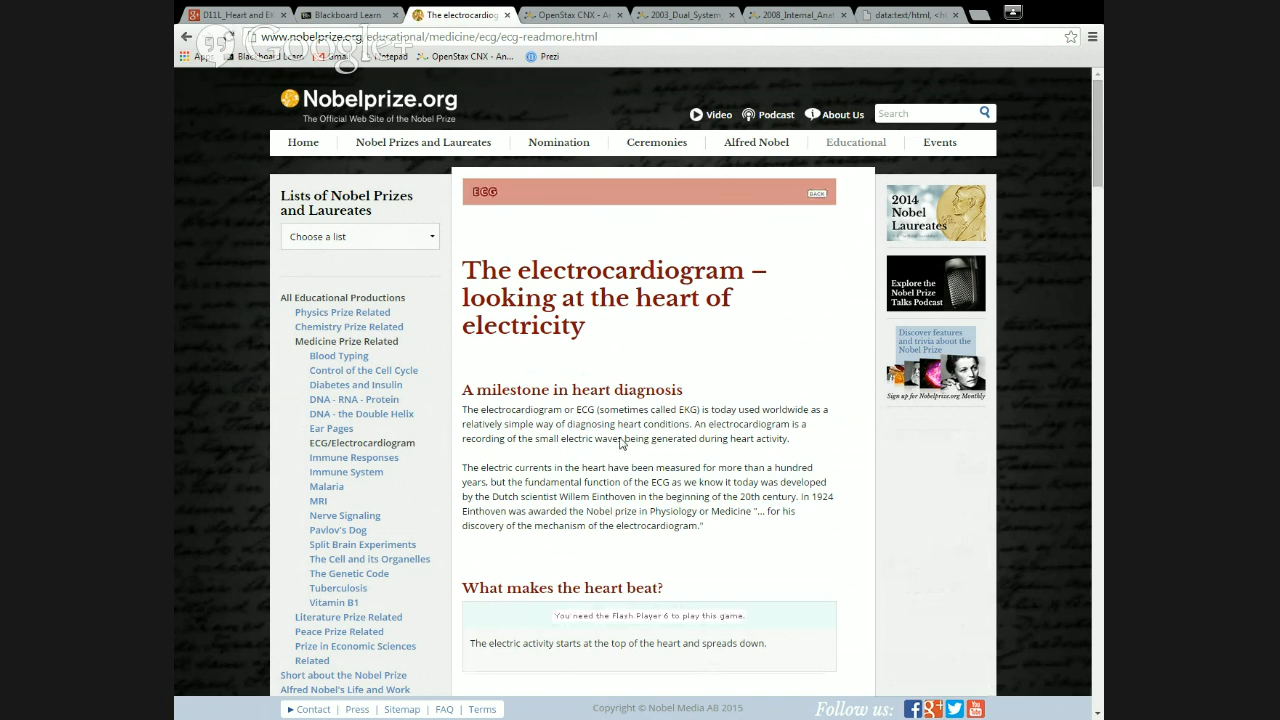 D11L_Heart and EK
Blackboard Learn
The electrocardiog
OpenStax CNX - An
2003_Dual_System_
2008_Internal_Anat
data:text/html, <h
www.nobelprize.org/educational/medicine/ecg/ecg-readmore.html
Google+
Apps
Blackboard Learn
Gmail
Notepad
OpenStax CNX - An...
Prezi
Nobelprize.org
The Official Web Site of the Nobel Prize
Video
Podcast
About Us
Search
Home
Nobel Prizes and Laureates
Nomination
Ceremonies
Alfred Nobel
Educational
Events
Lists of Nobel Prizes
and Laureates
Choose a list
All Educational Productions
Physics Prize Related
Chemistry Prize Related
Medicine Prize Related
Blood Typing
Control of the Cell Cycle
Diabetes and Insulin
DNA - RNA - Protein
DNA - the Double Helix
Ear Pages
ECG/Electrocardiogram
Immune Responses
Immune System
Malaria
MRI
Nerve Signaling
Pavlov's Dog
Split Brain Experiments
The Cell and its Organelles
The Genetic Code
Tuberculosis
Vitamin B1
Literature Prize Related
Peace Prize Related
Prize in Economic Sciences
Related
Short about the Nobel Prize
Alfred Nobel's Life and Work
ECG
BACK
The electrocardiogram –
looking at the heart of
electricity
A milestone in heart diagnosis
The electrocardiogram or ECG (sometimes called EKG) is today used worldwide as a
relatively simple way of diagnosing heart conditions. An electrocardiogram is a
recording of the small electric waves being generated during heart activity.
The electric currents in the heart have been measured for more than a hundred
years, but the fundamental function of the ECG as we know it today was developed
by the Dutch scientist Willem Einthoven in the beginning of the 20th century. In 1924
Einthoven was awarded the Nobel prize in Physiology or Medicine "... for his
discovery of the mechanism of the electrocardiogram."
What makes the heart beat?
You need the Flash Player 6 to play this game.
The electric activity starts at the top of the heart and spreads down.
2014
Nobel
Laureates
Explore the
Nobel Prize
Talks Podcast
Discover features
and trivia about the
Nobel Prize
Sign up for Nobelprize.org Monthly
Contact
Press
Sitemap
FAQ
Terms
Copyright © Nobel Media AB 2015
Follow us: